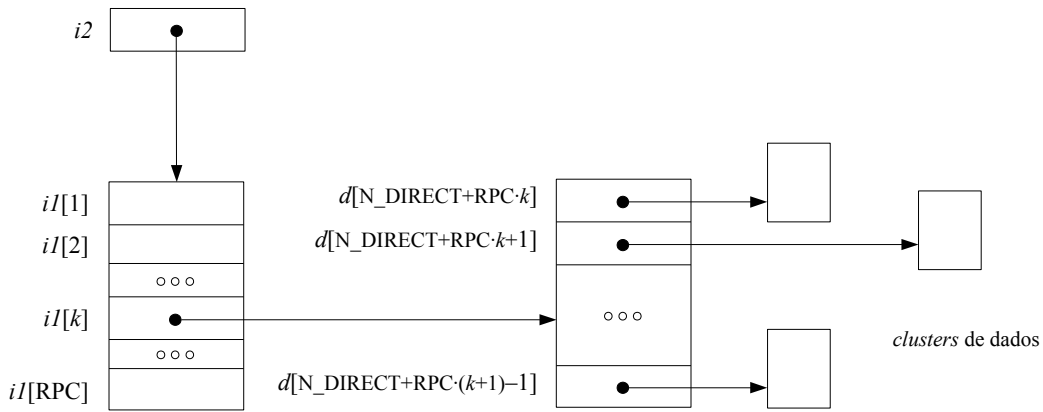 i2
i1[1]
i1[2]
i1[k]
i1[RPC]
d[N_DIRECT+RPC·k]
d[N_DIRECT+RPC·k+1]
d[N_DIRECT+RPC·(k+1)–1]
clusters de dados